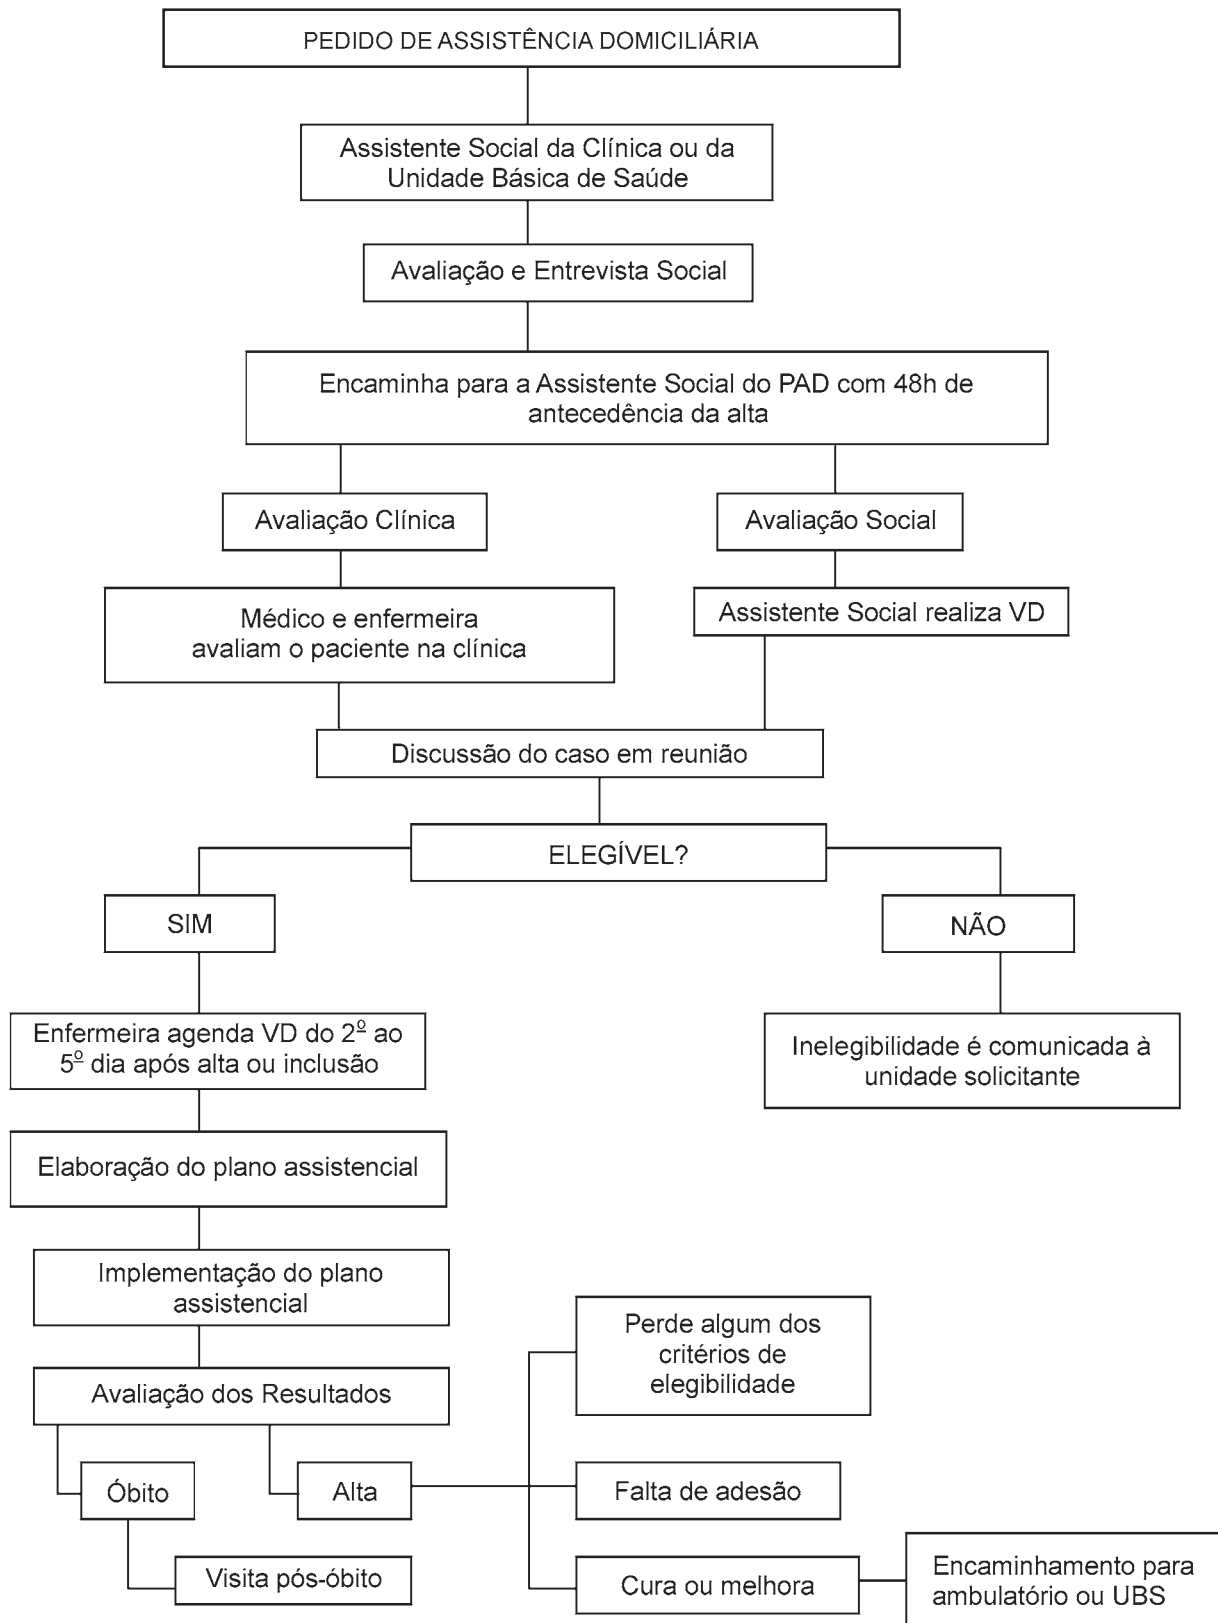 PEDIDO DE ASSISTÊNCIA DOMICILIÁRIA
Assistente Social da Clínica ou da
Unidade Básica de Saúde
Avaliação e Entrevista Social
Encaminha para a Assistente Social do PAD com 48h de
antecedência da alta
Avaliação Clínica
Avaliação Social
Médico e enfermeira
avaliam o paciente na clínica
Assistente Social realiza VD
Discussão do caso em reunião
ELEGÍVEL?
SIM
NÃO
Enfermeira agenda VD do 2º ao
5º dia após alta ou inclusão
Inelegibilidade é comunicada à
unidade solicitante
Elaboração do plano assistencial
Implementação do plano
assistencial
Avaliação dos Resultados
Perde algum dos
critérios de
elegibilidade
Óbito
Alta
Falta de adesão
Visita pós-óbito
Cura ou melhora
Encaminhamento para
ambulatório ou UBS